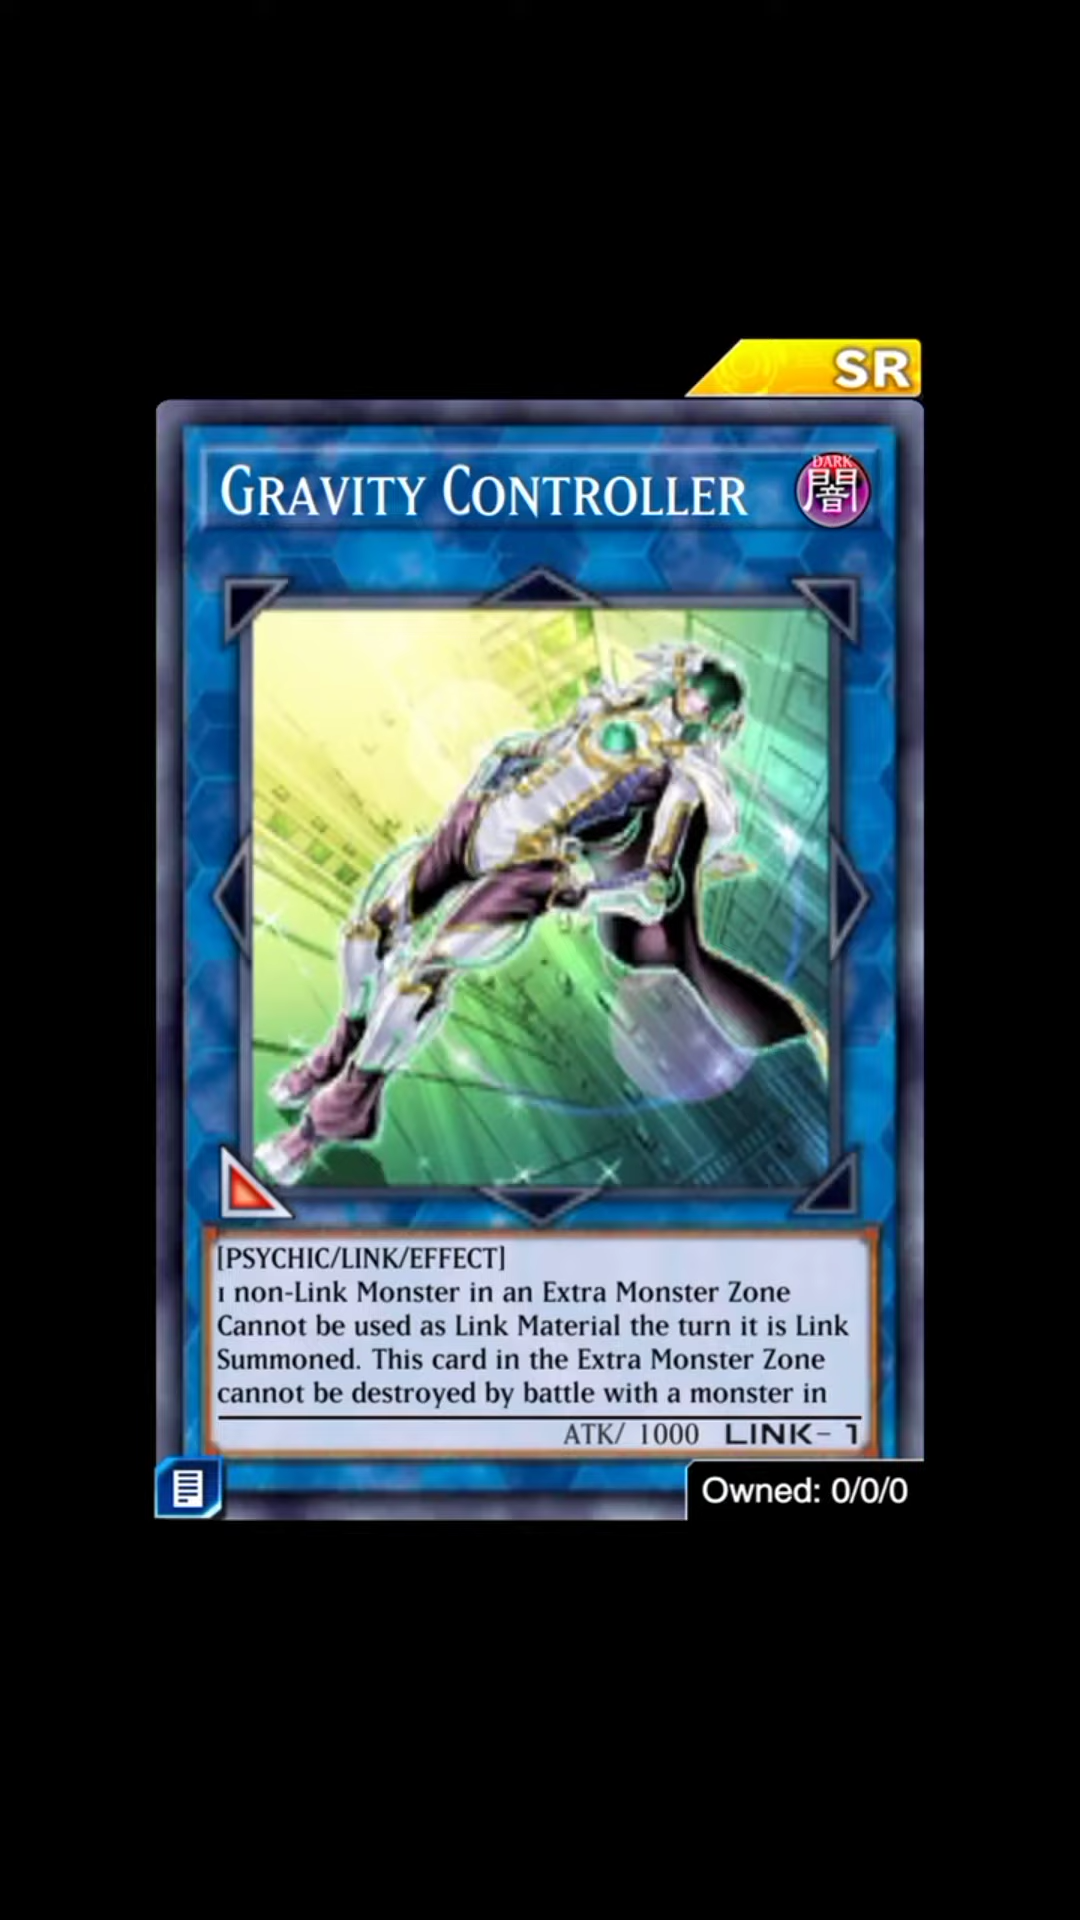 SR
GRAVITY CONTROLLER
DARK
闇
[PSYCHIC/LINK/EFFECT]
1 non-Link Monster in an Extra Monster Zone
Cannot be used as Link Material the turn it is Link
Summoned. This card in the Extra Monster Zone
cannot be destroyed by battle with a monster in
ATK/ 1000 LINK- 1
Owned: 0/0/0